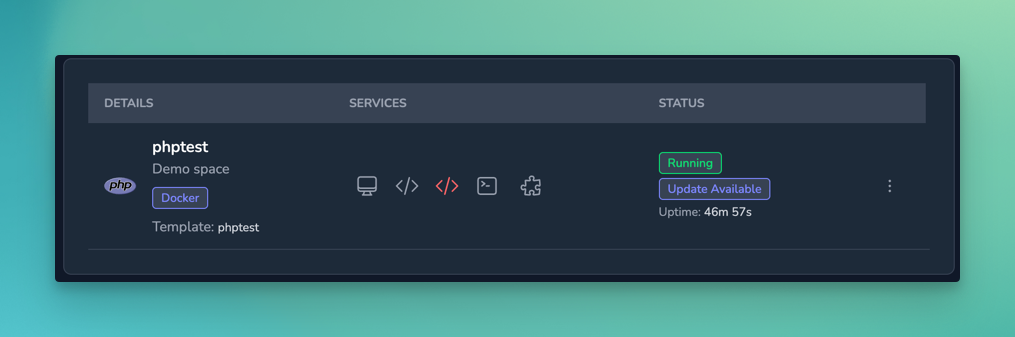 DETAILS SERVICES STATUS
phptest
Demo space
php
Docker
Template: phptest
Running
Update Available
Uptime: 46m 57s